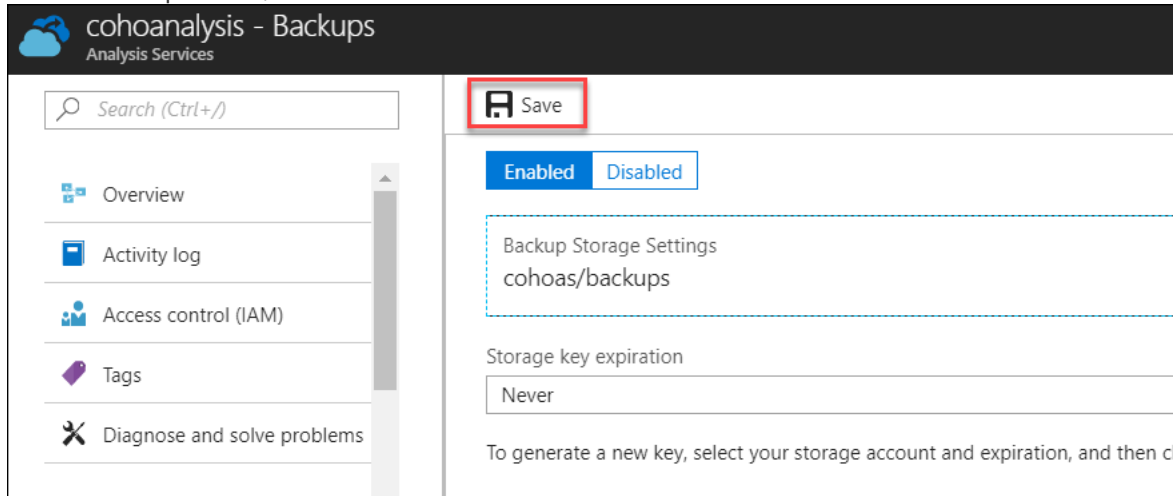 cohoanalysis - Backups
Analysis Services
Search (Ctrl+/)
Save
Enabled Disabled
Overview
Activity log
Backup Storage Settings
cohoas/backups
Access control (IAM)
Storage key expiration
Tags
Never
Diagnose and solve problems
To generate a new key, select your storage account and expiration, and then